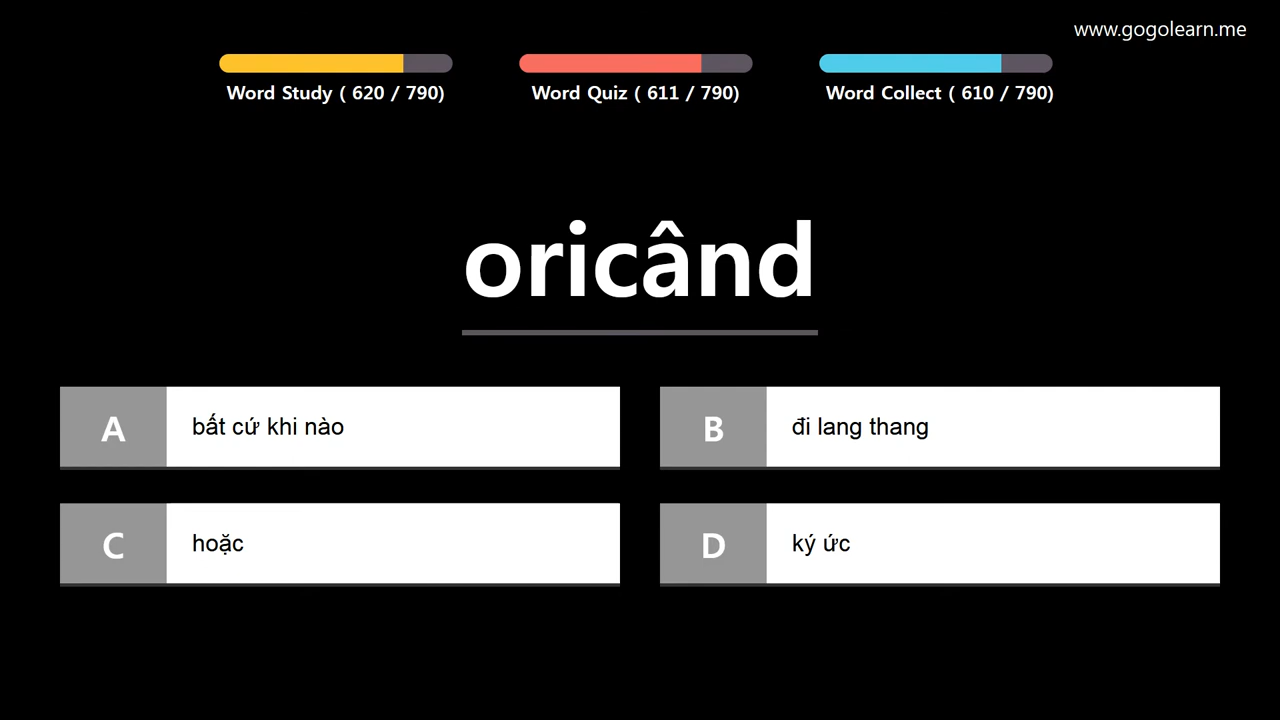 www.gogolearn.me
Word Study ( 620 / 790)
Word Quiz ( 611 / 790)
Word Collect ( 610 / 790)
oricând
A
bất cứ khi nào
B
đi lang thang
C
hoặc
D
ký ức